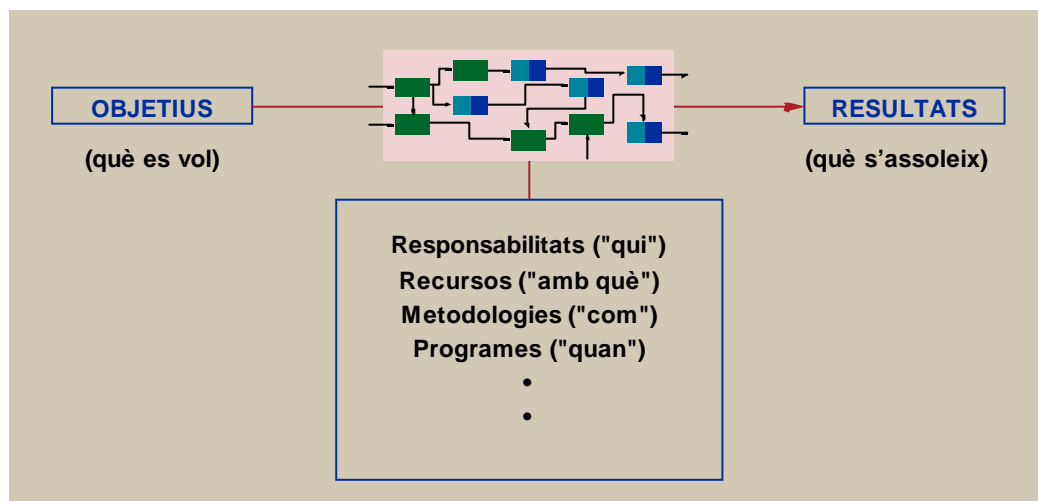 OBJETIUS
RESULTATS
(què es vol)
(què s'assoleix)
Responsabilitats ("qui")
Recursos ("amb què")
Metodologies ("com")
Programes ("quan")
•
•